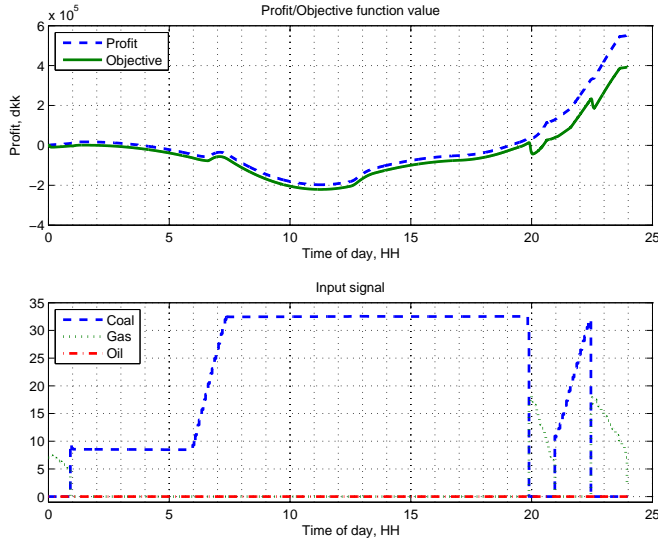 Profit/Objective function value
x 10^5
6
4
2
0
−2
−4
Profit, dkk
Profit
Objective
0 5 10 15 20 25
Time of day, HH
Input signal
35
30
25
20
15
10
5
0
Coal
Gas
Oil
0 5 10 15 20 25
Time of day, HH